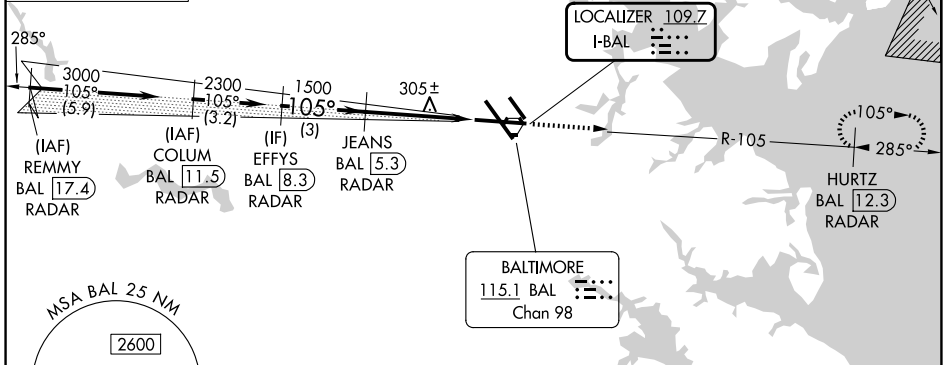 LOCALIZER 109.7
I-BAL
285°
3000
105°
(5.9)
2300
105°
(3.2)
1500
105°
(3)
305±
(IAF)
REMMY
BAL 17.4
RADAR
(IAF)
COLUM
BAL 11.5
RADAR
(IF)
EFFYS
BAL 8.3
RADAR
JEANS
BAL 5.3
RADAR
R-105
105°
285°
HURTZ
BAL 12.3
RADAR
BALTIMORE
115.1 BAL
Chan 98
MSA BAL 25 NM
2600